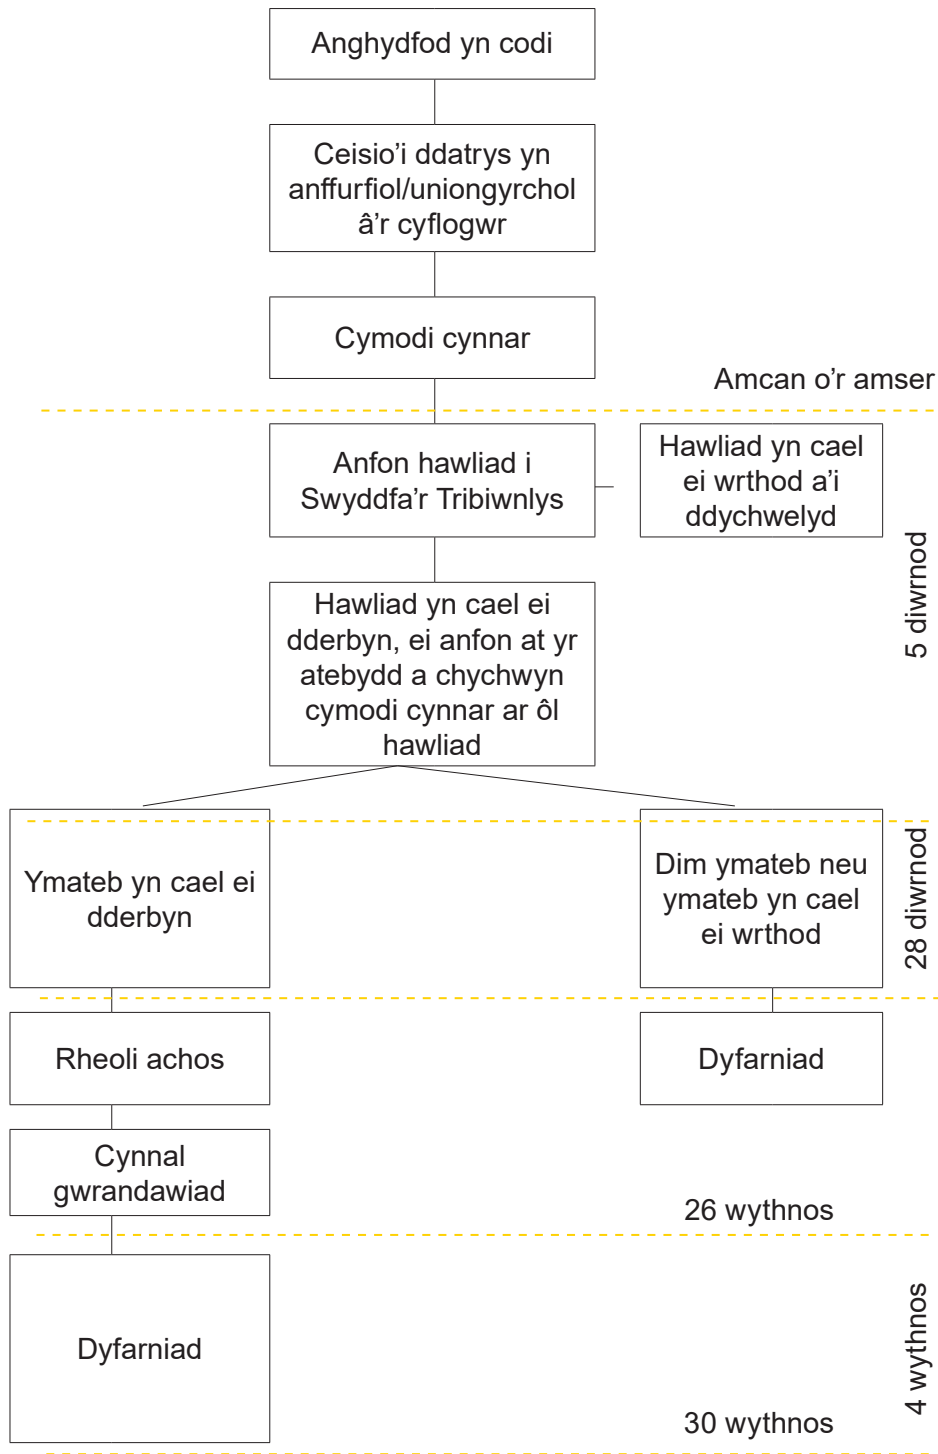 Anghydfod yn codi
Ceisio’i ddatrys yn
anffurfiol/uniongyrchol
â’r cyflogwr
Cymodi cynnar
Amcan o’r amser
Anfon hawliad i
Swyddfa’r Tribiwnlys
Hawliad yn cael
ei wrthod a’i
ddychwelyd
5 diwrnod
Hawliad yn cael ei
dderbyn, ei anfon at yr
atebydd a chychwyn
cymodi cynnar ar ôl
hawliad
Ymateb yn cael ei
dderbyn
Dim ymateb neu
ymateb yn cael
ei wrthod
28 diwrnod
Rheoli achos
Dyfarniad
Cynnal
gwrandawiad
26 wythnos
Dyfarniad
4 wythnos
30 wythnos